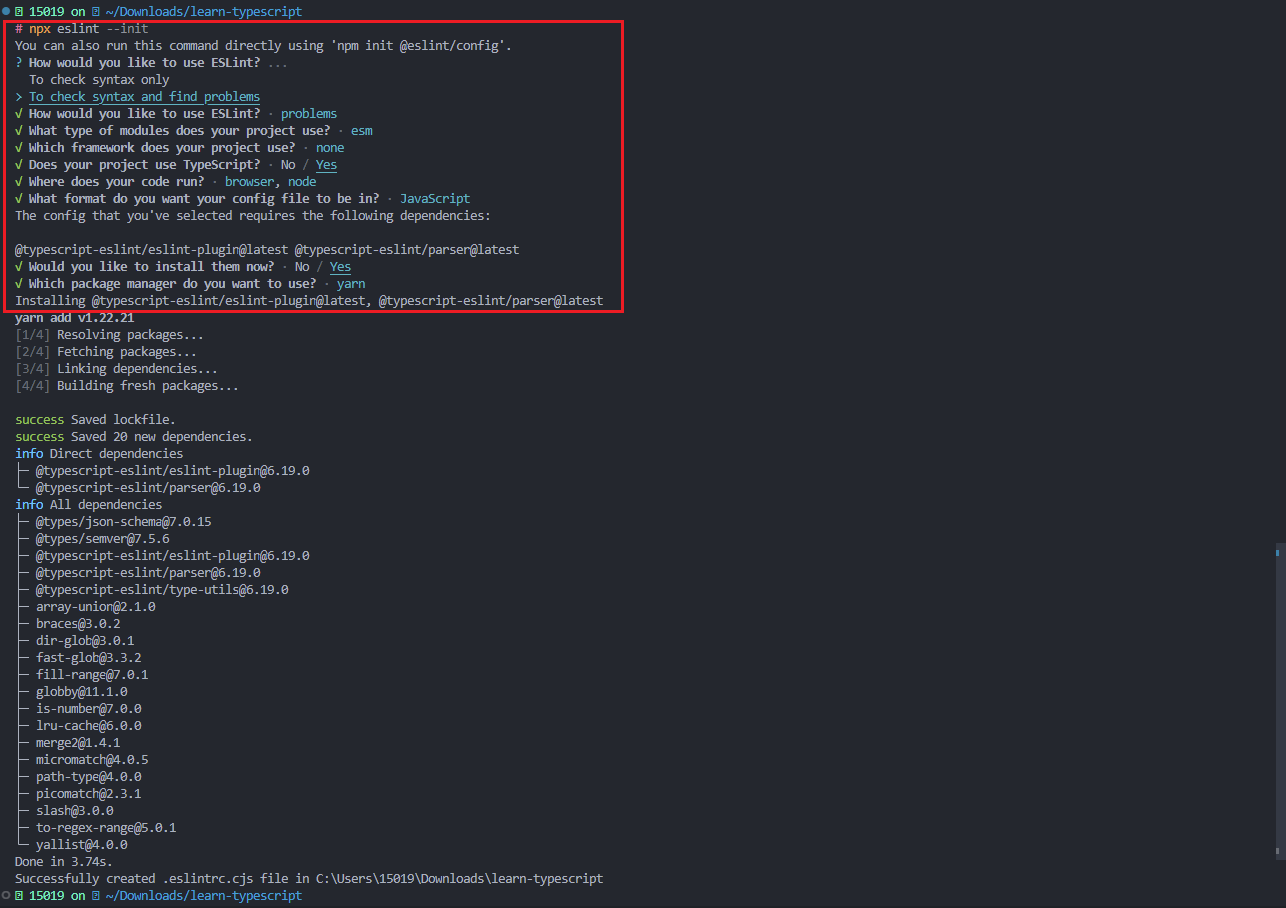 15019 on ~/Downloads/learn-typescript
# npx eslint --init
You can also run this command directly using 'npm init @eslint/config'.
? How would you like to use ESLint? ...
To check syntax only
> To check syntax and find problems
√ How would you like to use ESLint? · problems
√ What type of modules does your project use? · esm
√ Which framework does your project use? · none
√ Does your project use TypeScript? · No / Yes
√ Where does your code run? · browser, node
√ What format do you want your config file to be in? · JavaScript
The config that you've selected requires the following dependencies:
@typescript-eslint/eslint-plugin@latest @typescript-eslint/parser@latest
√ Would you like to install them now? · No / Yes
√ Which package manager do you want to use? · yarn
Installing @typescript-eslint/eslint-plugin@latest, @typescript-eslint/parser@latest
yarn add v1.22.21
[1/4] Resolving packages...
[2/4] Fetching packages...
[3/4] Linking dependencies...
[4/4] Building fresh packages...
success Saved lockfile.
success Saved 20 new dependencies.
info Direct dependencies
├─ @typescript-eslint/eslint-plugin@6.19.0
└─ @typescript-eslint/parser@6.19.0
info All dependencies
├─ @types/json-schema@7.0.15
├─ @types/semver@7.5.6
├─ @typescript-eslint/eslint-plugin@6.19.0
├─ @typescript-eslint/parser@6.19.0
├─ @typescript-eslint/type-utils@6.19.0
├─ array-union@2.1.0
├─ braces@3.0.2
├─ dir-glob@3.0.1
├─ fast-glob@3.3.2
├─ fill-range@7.0.1
├─ globby@11.1.0
├─ is-number@7.0.0
├─ lru-cache@6.0.0
├─ merge2@1.4.1
├─ micromatch@4.0.5
├─ path-type@4.0.0
├─ picomatch@2.3.1
├─ slash@3.0.0
├─ to-regex-range@5.0.1
└─ yallist@4.0.0
Done in 3.74s.
Successfully created .eslintrc.cjs file in C:\Users\15019\Downloads\learn-typescript
15019 on ~/Downloads/learn-typescript